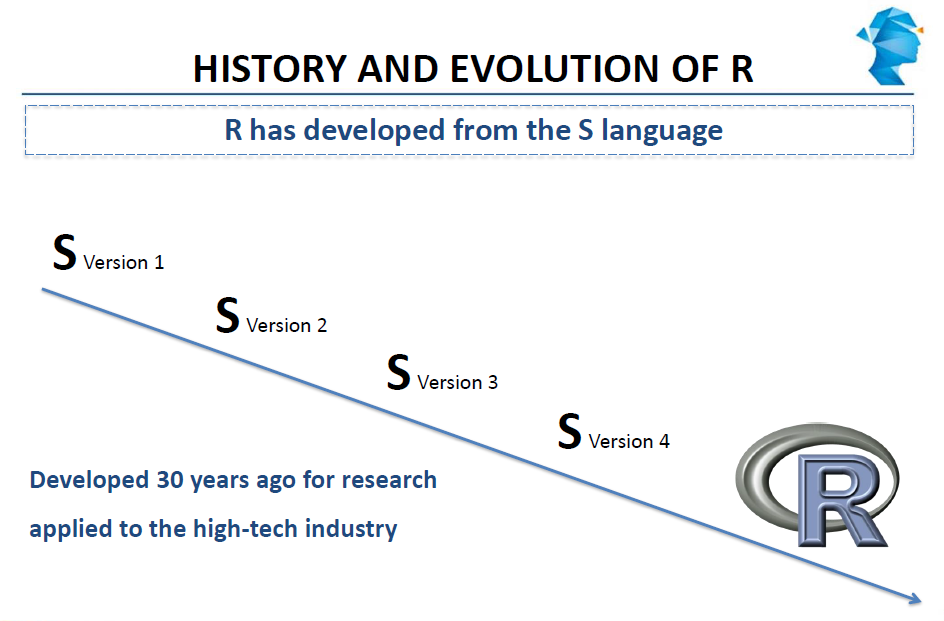 HISTORY AND EVOLUTION OF R
R has developed from the S language
S Version 1
S Version 2
S Version 3
S Version 4
R
Developed 30 years ago for research
applied to the high-tech industry